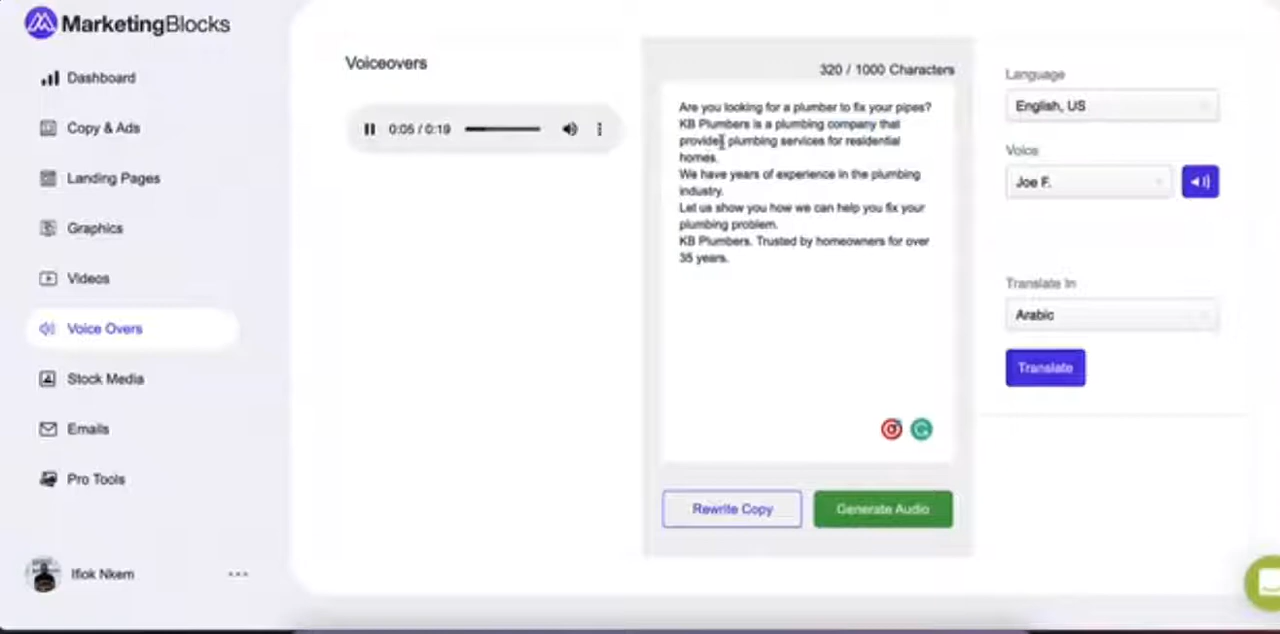 MarketingBlocks
Dashboard
Copy & Ads
Landing Pages
Graphics
Videos
Voice Overs
Stock Media
Emails
Pro Tools
Ifiok Nkem
Voiceovers
0:05 / 0:19
320 / 1000 Characters
Are you looking for a plumber to fix your pipes?
KB Plumbers is a plumbing company that
provides plumbing services for residential
homes.
We have years of experience in the plumbing
industry.
Let us show you how we can help you fix your
plumbing problem.
KB Plumbers. Trusted by homeowners for over
35 years.
Rewrite Copy
Generate Audio
Language
English, US
Voice
Joe F.
Translate In
Arabic
Translate